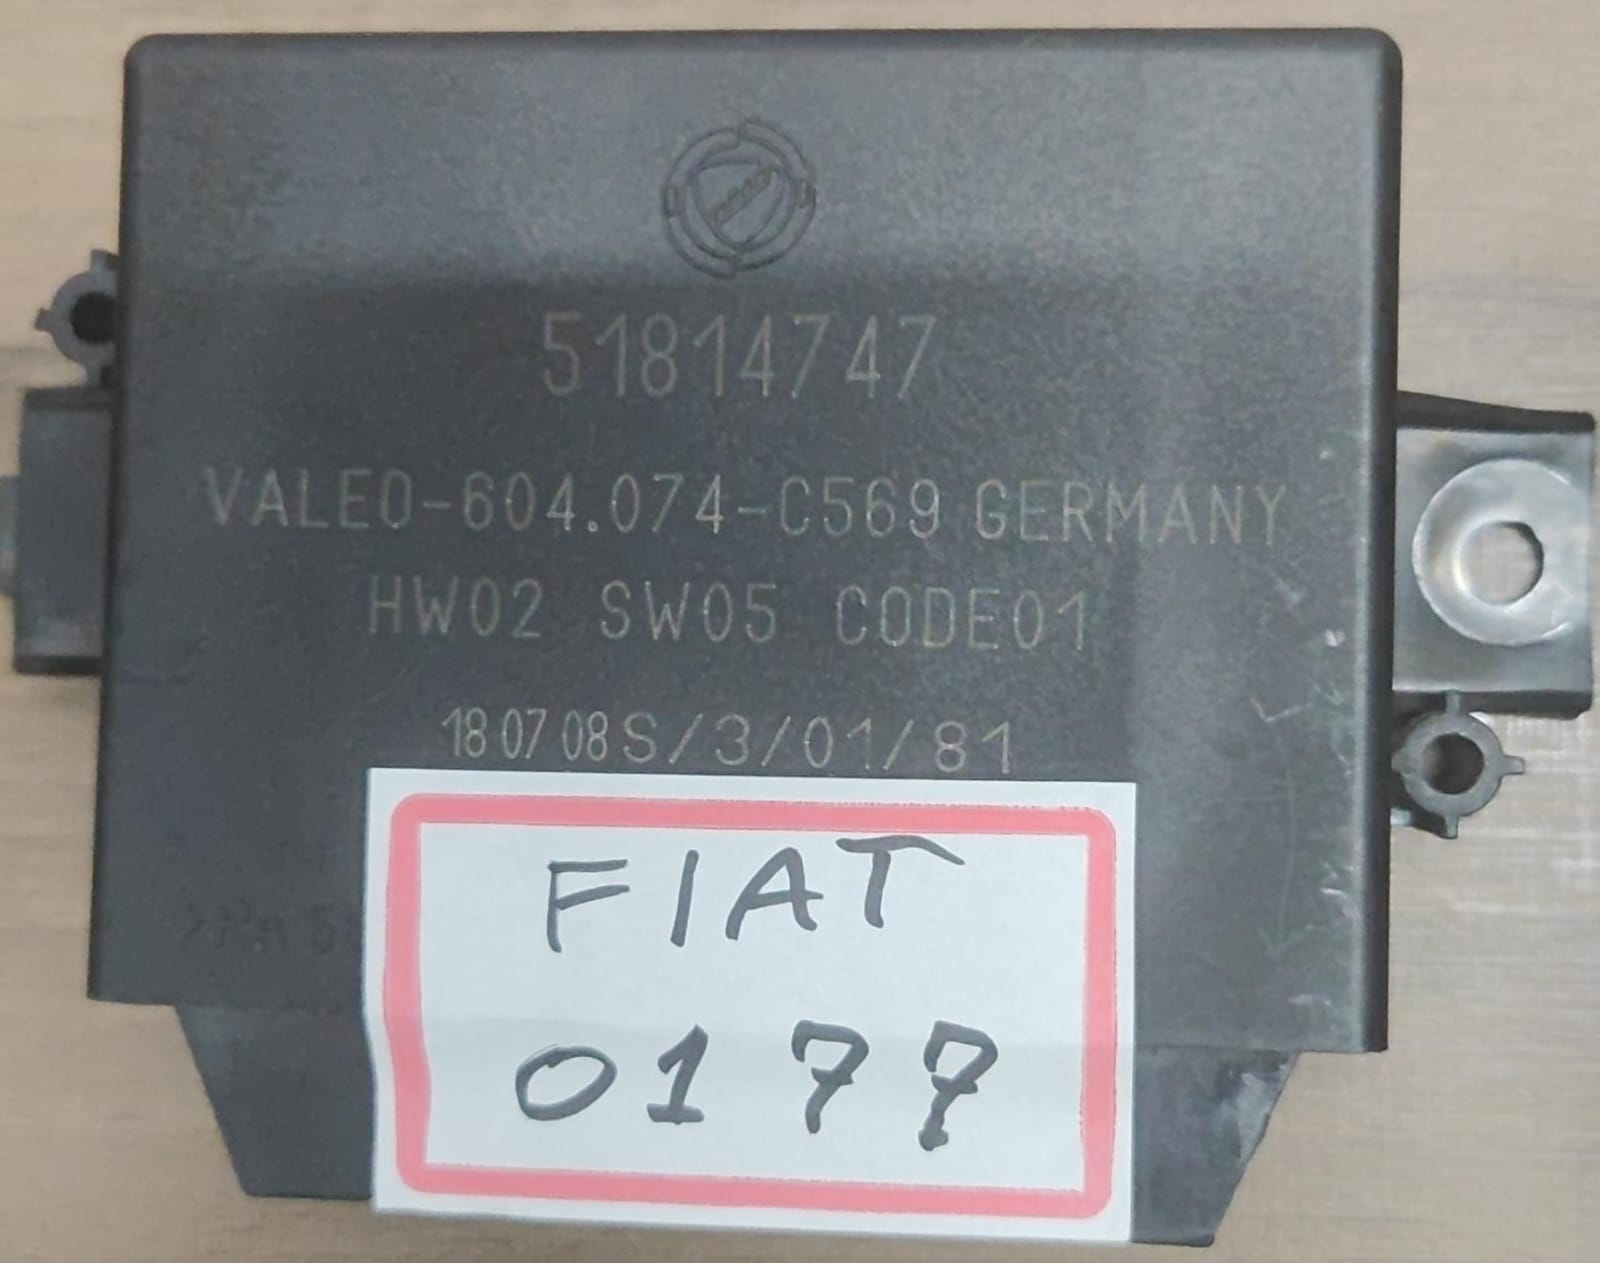 51814747
VALEO-604.074-C569 GERMANY
HW02 SW05 CODE01
18 07 08 S/3/01/81
FIAT
0177